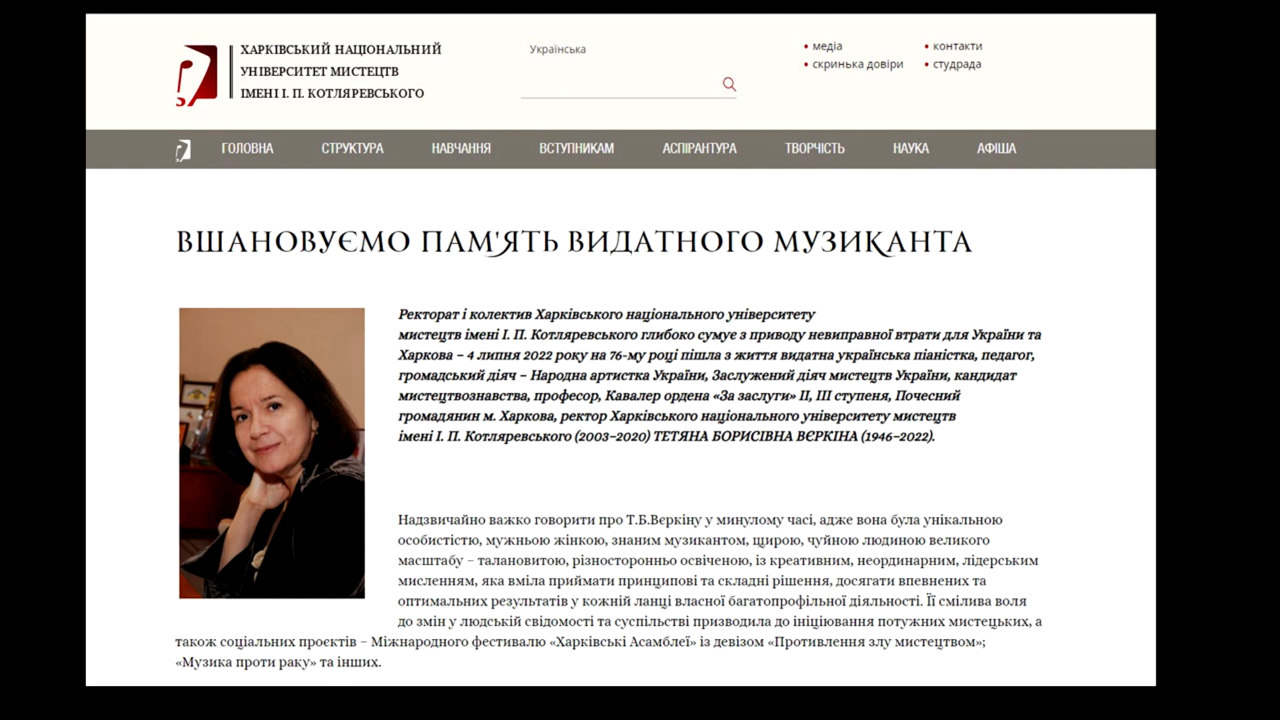 ХАРКІВСЬКИЙ НАЦІОНАЛЬНИЙ
УНІВЕРСИТЕТ МИСТЕЦТВ
ІМЕНІ І. П. КОТЛЯРЕВСЬКОГО
Українська
• медіа
• контакти
• скринька довіри
• студрада
ГОЛОВНА СТРУКТУРА НАВЧАННЯ ВСТУПНИКАМ АСПІРАНТУРА ТВОРЧІСТЬ НАУКА АФІША
ВШАНОВУЄМО ПАМ'ЯТЬ ВИДАТНОГО МУЗИКАНТА
Ректорат і колектив Харківського національного університету
мистецтв імені І. П. Котляревського глибоко сумує з приводу невиправної втрати для України та
Харкова – 4 липня 2022 року на 76-му році пішла з життя видатна українська піаністка, педагог,
громадський діяч – Народна артистка України, Заслужений діяч мистецтв України, кандидат
мистецтвознавства, професор, Кавалер ордена «За заслуги» ІІ, ІІІ ступеня, Почесний
громадянин м. Харкова, ректор Харківського національного університету мистецтв
імені І. П. Котляревського (2003–2020) ТЕТЯНА БОРИСІВНА ВЄРКІНА (1946–2022).
Надзвичайно важко говорити про Т.Б.Вєркіну у минулому часі, адже вона була унікальною
особистістю, мужньою жінкою, знаним музикантом, щирою, чуйною людиною великого
масштабу – талановитою, різносторонньо освіченою, із креативним, неординарним, лідерським
мисленням, яка вміла приймати принципові та складні рішення, досягати впевнених та
оптимальних результатів у кожній ланці власної багатопрофільної діяльності. Її смілива воля
до змін у людській свідомості та суспільстві призводила до ініціювання потужних мистецьких, а
також соціальних проєктів – Міжнародного фестивалю «Харківські Асамблеї» із девізом «Противлення злу мистецтвом»;
«Музика проти раку» та інших.